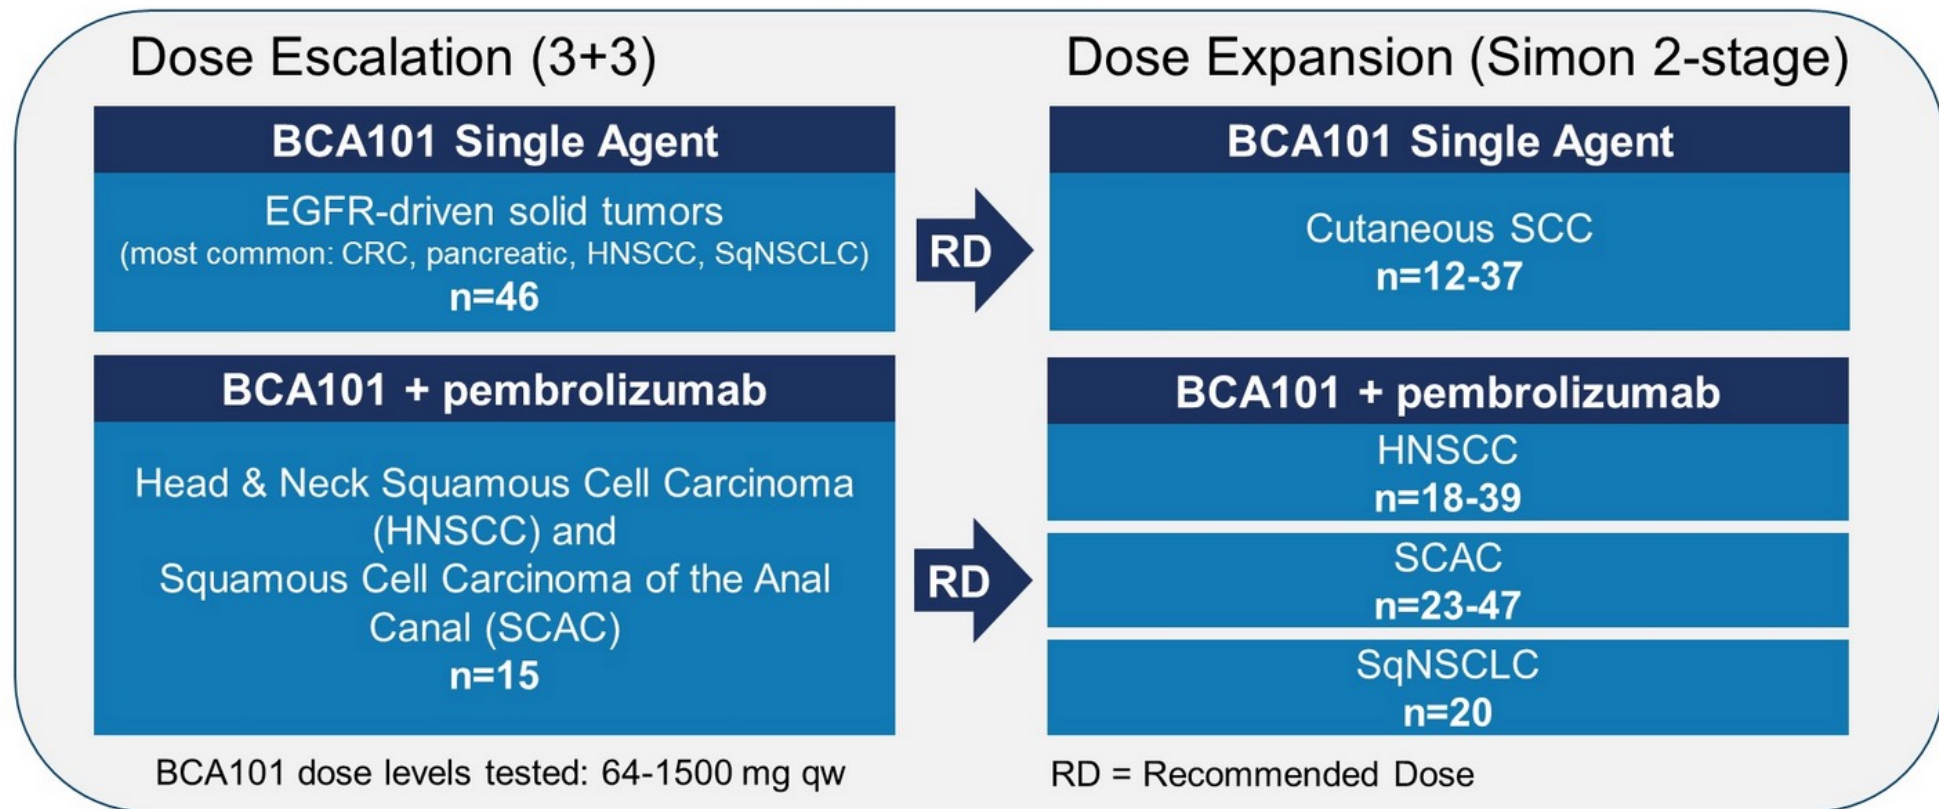 Dose Escalation (3+3)
BCA101 Single Agent
EGFR-driven solid tumors
(most common: CRC, pancreatic, HNSCC, SqNSCLC)
n=46
BCA101 + pembrolizumab
Head & Neck Squamous Cell Carcinoma
(HNSCC) and
Squamous Cell Carcinoma of the Anal
Canal (SCAC)
n=15
BCA101 dose levels tested: 64-1500 mg qw
RD
RD
Dose Expansion (Simon 2-stage)
BCA101 Single Agent
Cutaneous SCC
n=12-37
BCA101 + pembrolizumab
HNSCC
n=18-39
SCAC
n=23-47
SqNSCLC
n=20
RD = Recommended Dose